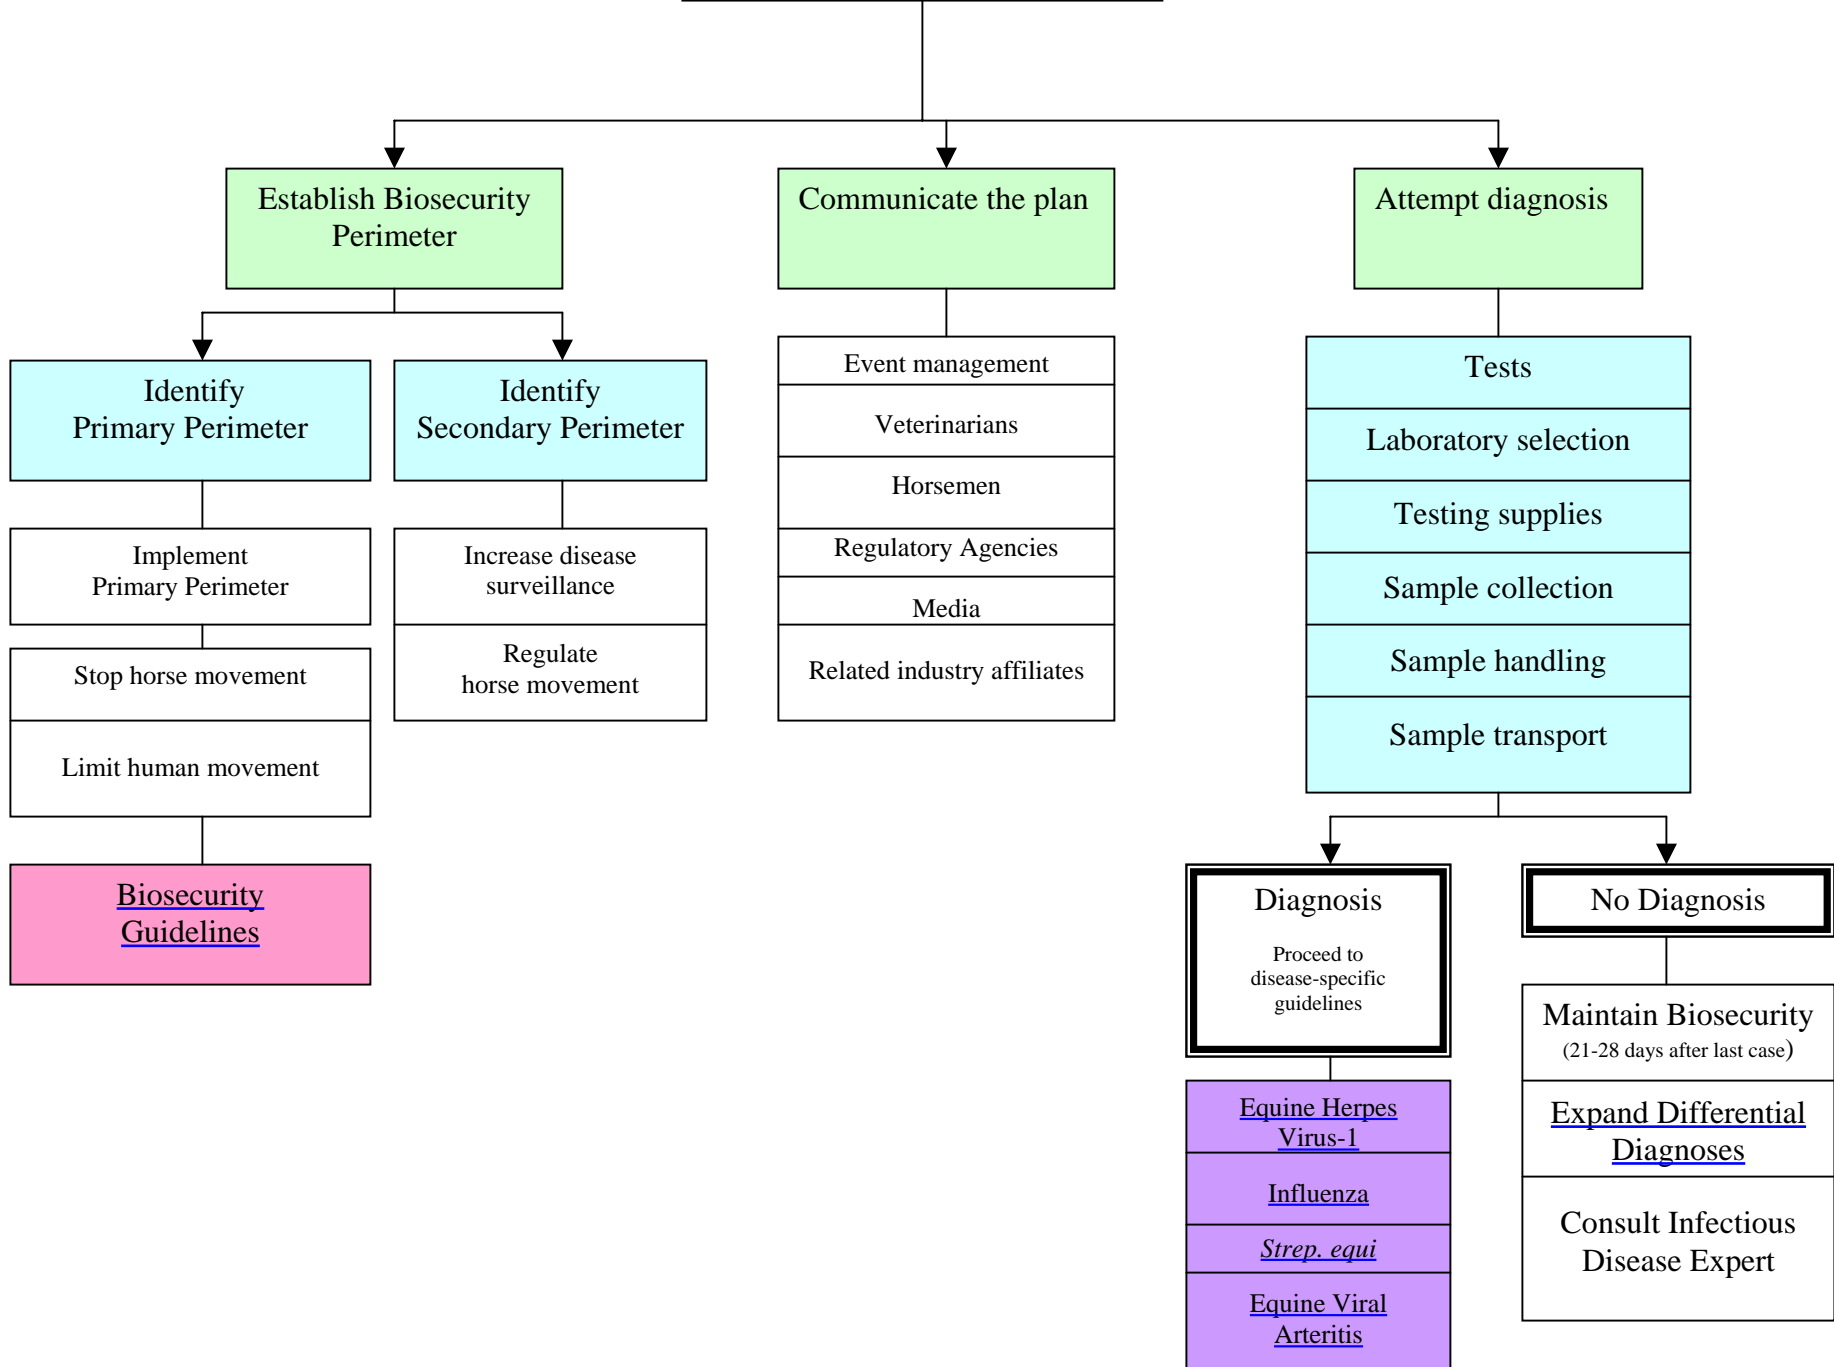 Establish Biosecurity
Perimeter
Communicate the plan
Attempt diagnosis
Identify
Primary Perimeter
Identify
Secondary Perimeter
Implement
Primary Perimeter
Stop horse movement
Limit human movement
Biosecurity
Guidelines
Increase disease
surveillance
Regulate
horse movement
Event management
Veterinarians
Horsemen
Regulatory Agencies
Media
Related industry affiliates
Tests
Laboratory selection
Testing supplies
Sample collection
Sample handling
Sample transport
Diagnosis
Proceed to
disease-specific
guidelines
Equine Herpes
Virus-1
Influenza
Strep. equi
Equine Viral
Arteritis
No Diagnosis
Maintain Biosecurity
(21-28 days after last case)
Expand Differential
Diagnoses
Consult Infectious
Disease Expert